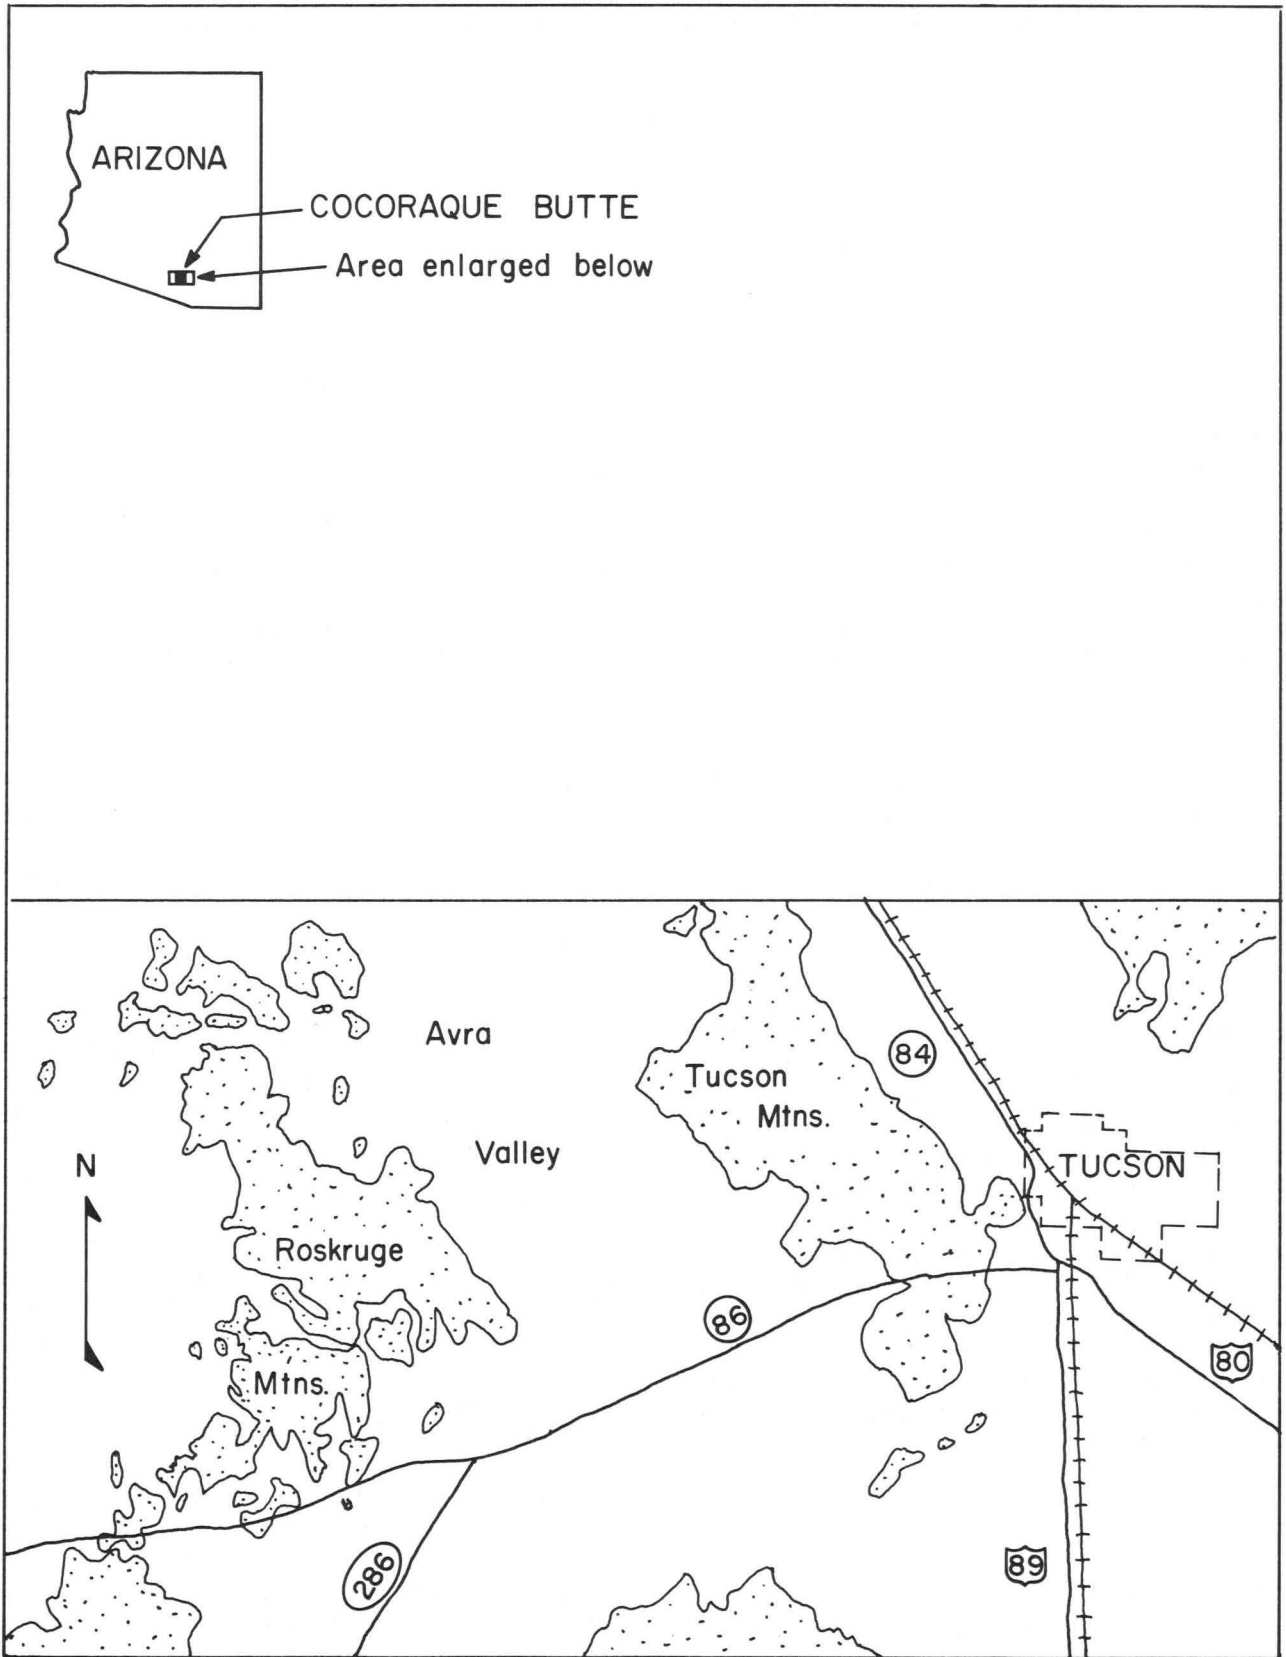 ARIZONA
COCORAQUE BUTTE
Area enlarged below
Avra
84
Tucson
Mtns.
Valley
N
TUCSON
Roskruge
86
80
Mtns.
286
89